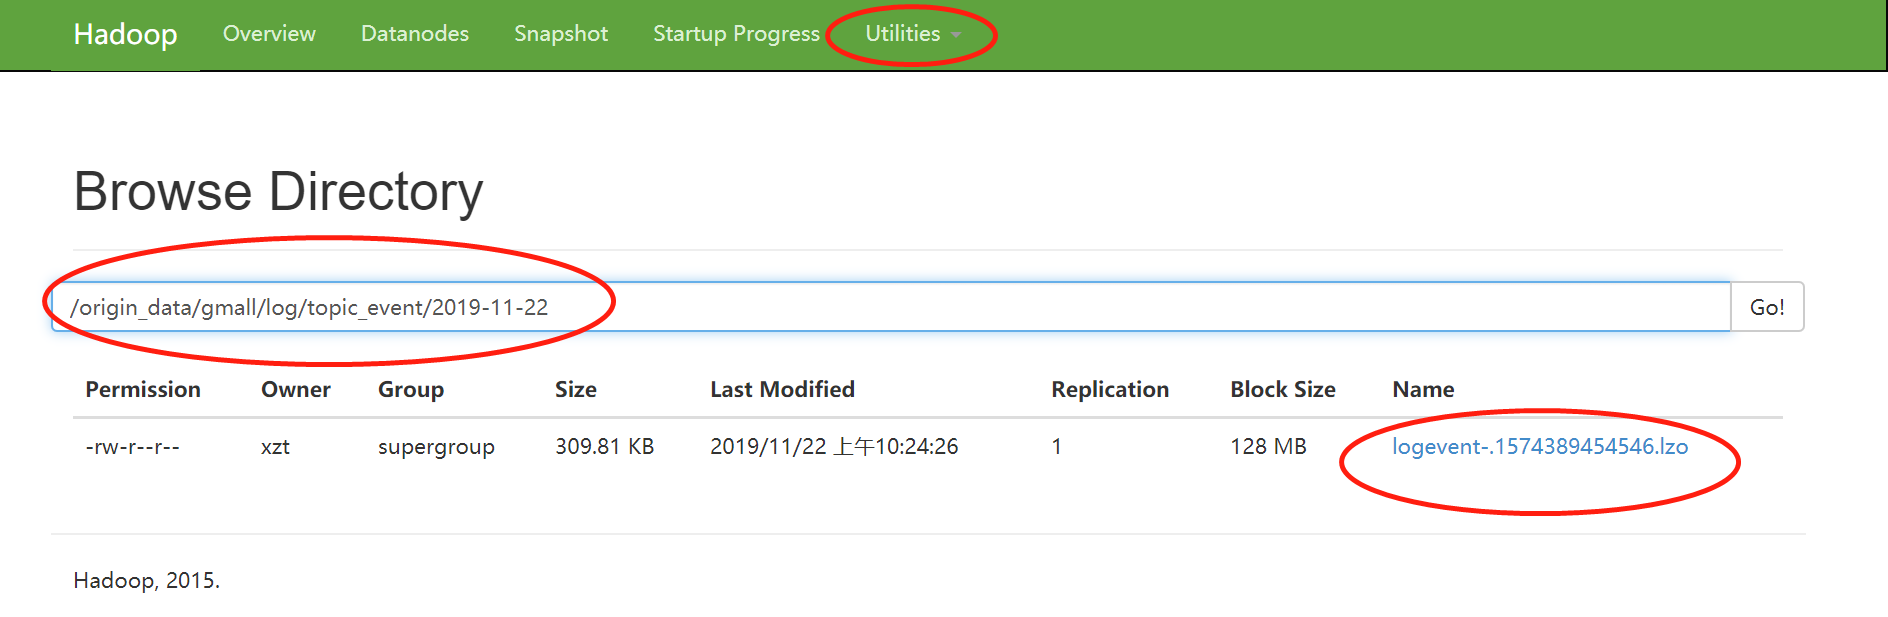 Hadoop Overview Datanodes Snapshot Startup Progress Utilities
Browse Directory
/origin_data/gmall/log/topic_event/2019-11-22 Go!
Permission Owner Group Size Last Modified Replication Block Size Name
-rw-r--r-- xzt supergroup 309.81 KB 2019/11/22 上午10:24:26 1 128 MB logevent-.1574389454546.lzo
Hadoop, 2015.